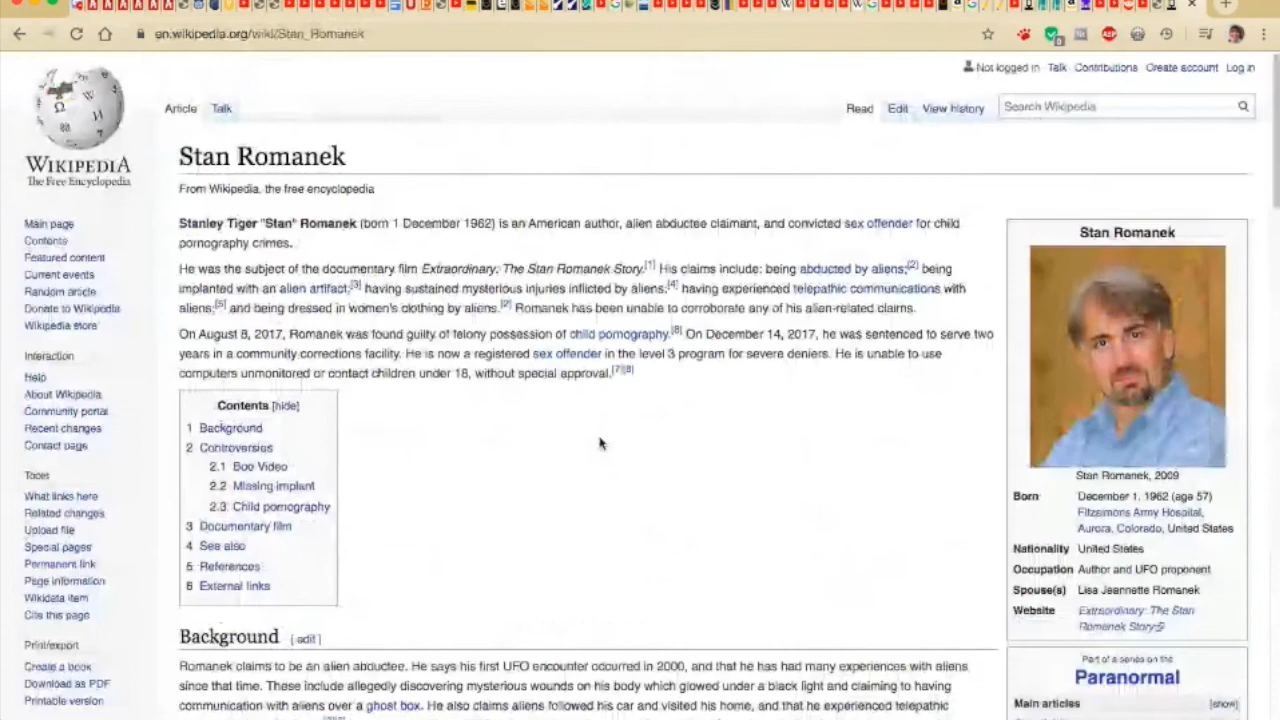 en.wikipedia.org/wiki/Stan_Romanek
Not logged in Talk Contributions Create account Log in
Article Talk Read Edit View history Search Wikipedia
WIKIPEDIA
The Free Encyclopedia
Main page
Contents
Featured content
Current events
Random article
Donate to Wikipedia
Wikipedia store
Interaction
Help
About Wikipedia
Community portal
Recent changes
Contact page
Tools
What links here
Related changes
Upload file
Special pages
Permanent link
Page information
Wikidata item
Cite this page
Print/export
Create a book
Download as PDF
Printable version
Stan Romanek
From Wikipedia, the free encyclopedia
Stanley Tiger "Stan" Romanek (born 1 December 1962) is an American author, alien abductee claimant, and convicted sex offender for child
pornography crimes.
He was the subject of the documentary film Extraordinary: The Stan Romanek Story.[1] His claims include: being abducted by aliens;[2] being
implanted with an alien artifact;[3] having sustained mysterious injuries inflicted by aliens;[4] having experienced telepathic communications with
aliens;[5] and being dressed in women's clothing by aliens.[2] Romanek has been unable to corroborate any of his alien-related claims.
On August 8, 2017, Romanek was found guilty of felony possession of child pornography.[6] On December 14, 2017, he was sentenced to serve two
years in a community corrections facility. He is now a registered sex offender in the level 3 program for severe deniers. He is unable to use
computers unmonitored or contact children under 18, without special approval.[7][8]
Contents [hide]
1 Background
2 Controversies
2.1 Boo Video
2.2 Missing implant
2.3 Child pornography
3 Documentary film
4 See also
5 References
6 External links
Background [ edit ]
Romanek claims to be an alien abductee. He says his first UFO encounter occurred in 2000, and that he has had many experiences with aliens
since that time. These include allegedly discovering mysterious wounds on his body which glowed under a black light and claiming to having
communication with aliens over a ghost box. He also claims aliens followed his car and visited his home, and that he experienced telepathic
Stan Romanek
Stan Romanek, 2009
Born December 1, 1962 (age 57)
Fitzsimons Army Hospital,
Aurora, Colorado, United States
Nationality United States
Occupation Author and UFO proponent
Spouse(s) Lisa Jeannette Romanek
Website Extraordinary: The Stan
Romanek Story
Part of a series on the
Paranormal
Main articles [show]